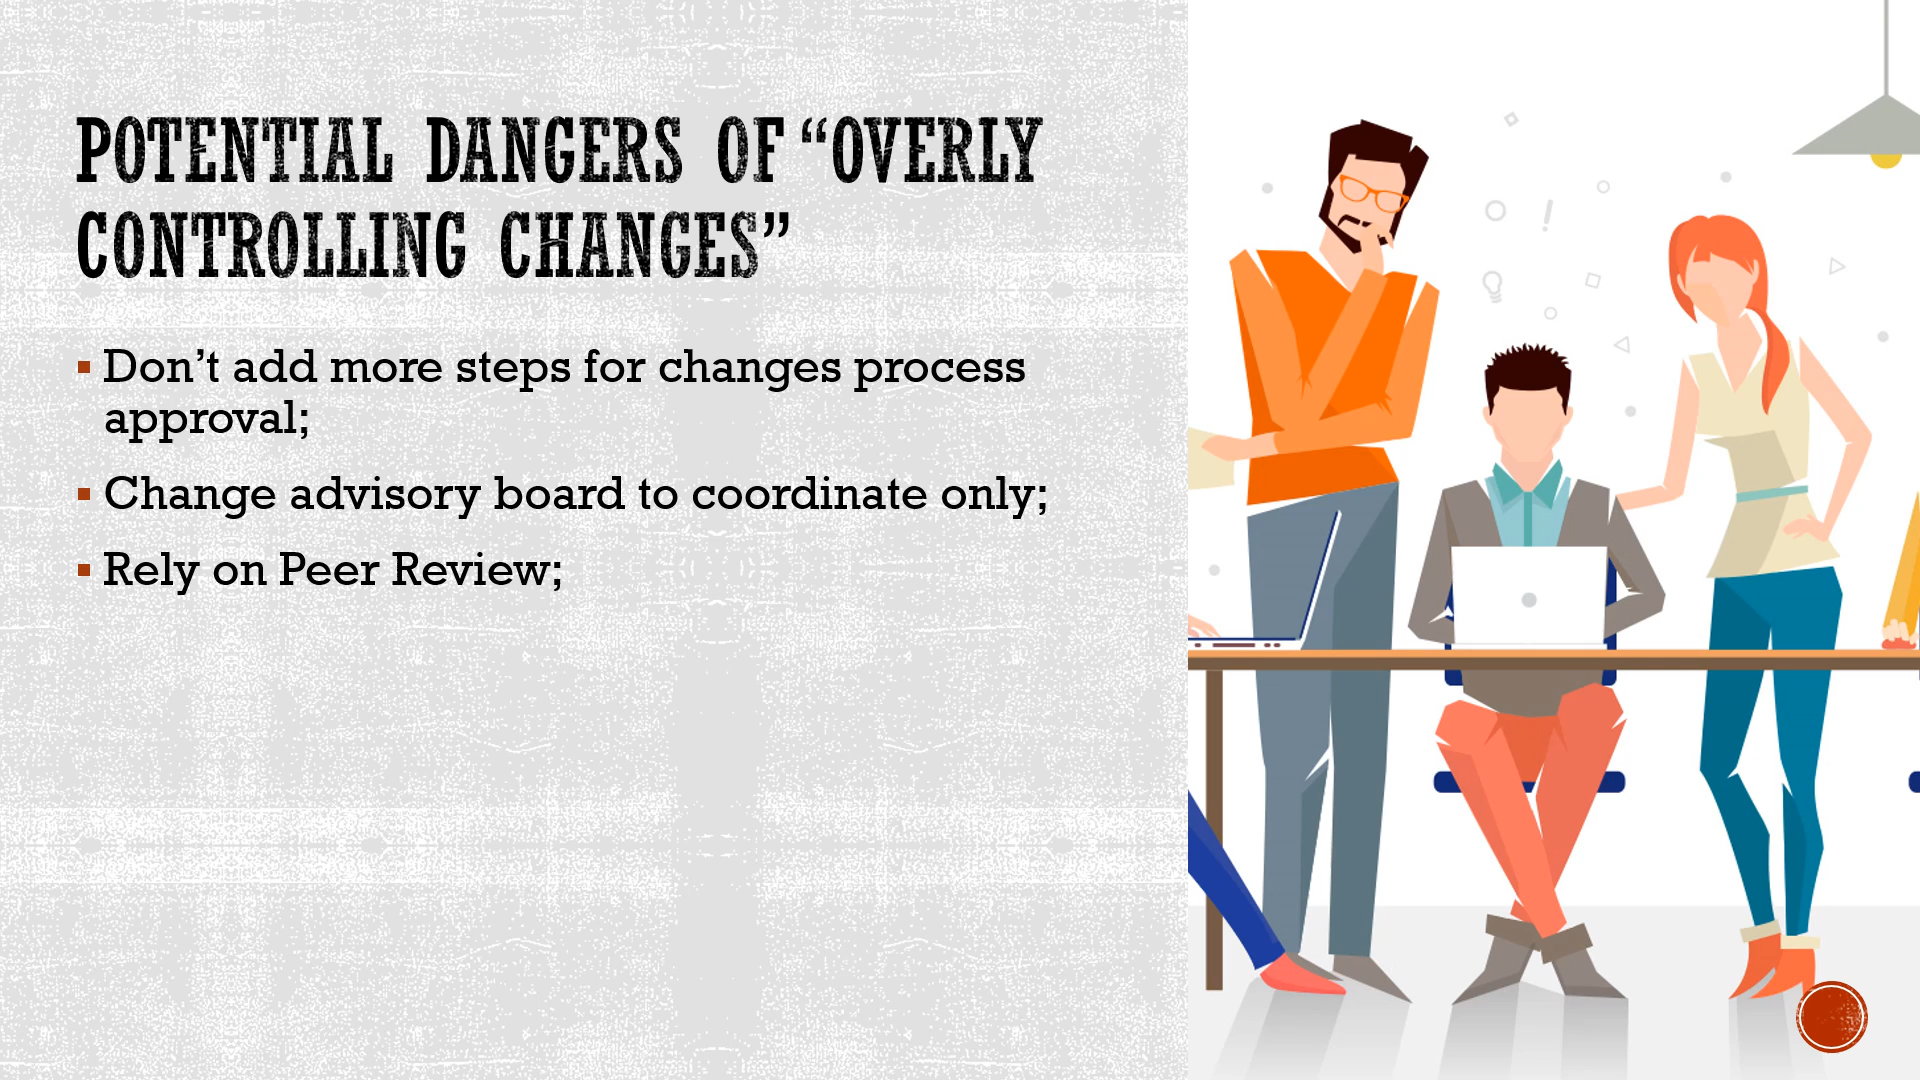 POTENTIAL DANGERS OF “OVERLY
CONTROLLING CHANGES”
Don’t add more steps for changes process
approval;
Change advisory board to coordinate only;
Rely on Peer Review;